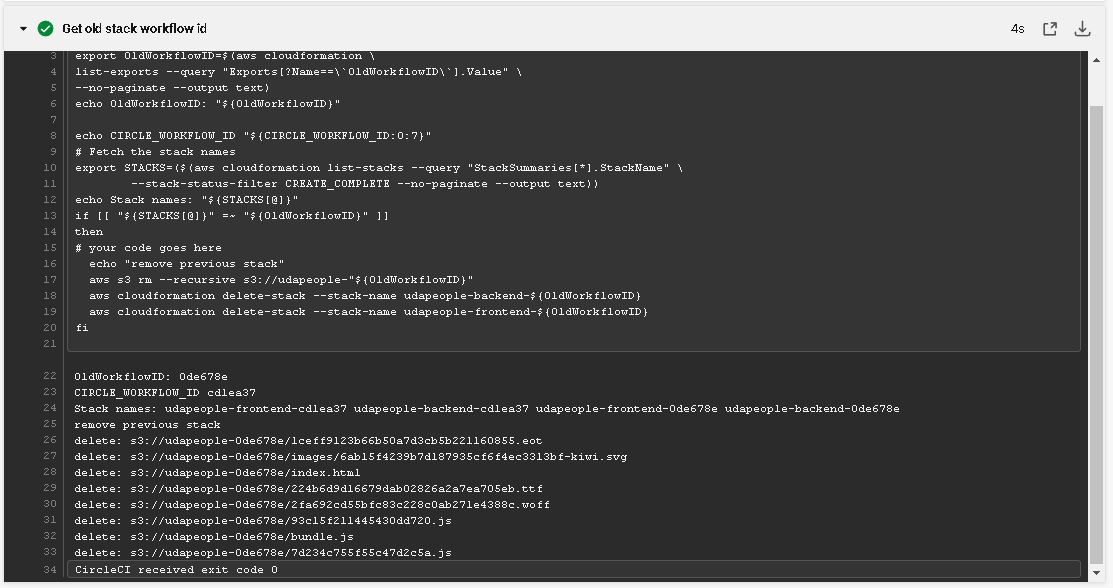 Get old stack workflow id
4s
3 export OldWorkflowID=$(aws cloudformation \
4 list-exports --query "Exports[?Name==\`OldWorkflowID\`].Value" \
5 --no-paginate --output text)
6 echo OldWorkflowID: "${OldWorkflowID}"
7
8 echo CIRCLE_WORKFLOW_ID "${CIRCLE_WORKFLOW_ID:0:7}"
9 # Fetch the stack names
10 export STACKS=($(aws cloudformation list-stacks --query "StackSummaries[*].StackName" \
11 --stack-status-filter CREATE_COMPLETE --no-paginate --output text))
12 echo Stack names: "${STACKS[@]}"
13 if [[ "${STACKS[@]}" =~ "${OldWorkflowID}" ]]
14 then
15 # your code goes here
16 echo "remove previous stack"
17 aws s3 rm --recursive s3://udapeople-"${OldWorkflowID}"
18 aws cloudformation delete-stack --stack-name udapeople-backend-${OldWorkflowID}
19 aws cloudformation delete-stack --stack-name udapeople-frontend-${OldWorkflowID}
20 fi
21
22 OldWorkflowID: 0de678e
23 CIRCLE_WORKFLOW_ID cd1ea37
24 Stack names: udapeople-frontend-cd1ea37 udapeople-backend-cd1ea37 udapeople-frontend-0de678e udapeople-backend-0de678e
25 remove previous stack
26 delete: s3://udapeople-0de678e/1ceff9123b66b50a7d3cb5b221160855.eot
27 delete: s3://udapeople-0de678e/images/6ab15f4239b7d187935cf6f4ec3313bf-kiwi.svg
28 delete: s3://udapeople-0de678e/index.html
29 delete: s3://udapeople-0de678e/224b6d9d16679dab02826a2a7ea705eb.ttf
30 delete: s3://udapeople-0de678e/2fa692cd55bfc83c228c0ab271e4388c.woff
31 delete: s3://udapeople-0de678e/93c15f211445430dd720.js
32 delete: s3://udapeople-0de678e/bundle.js
33 delete: s3://udapeople-0de678e/7d234c755f55c47d2c5a.js
34 CircleCI received exit code 0